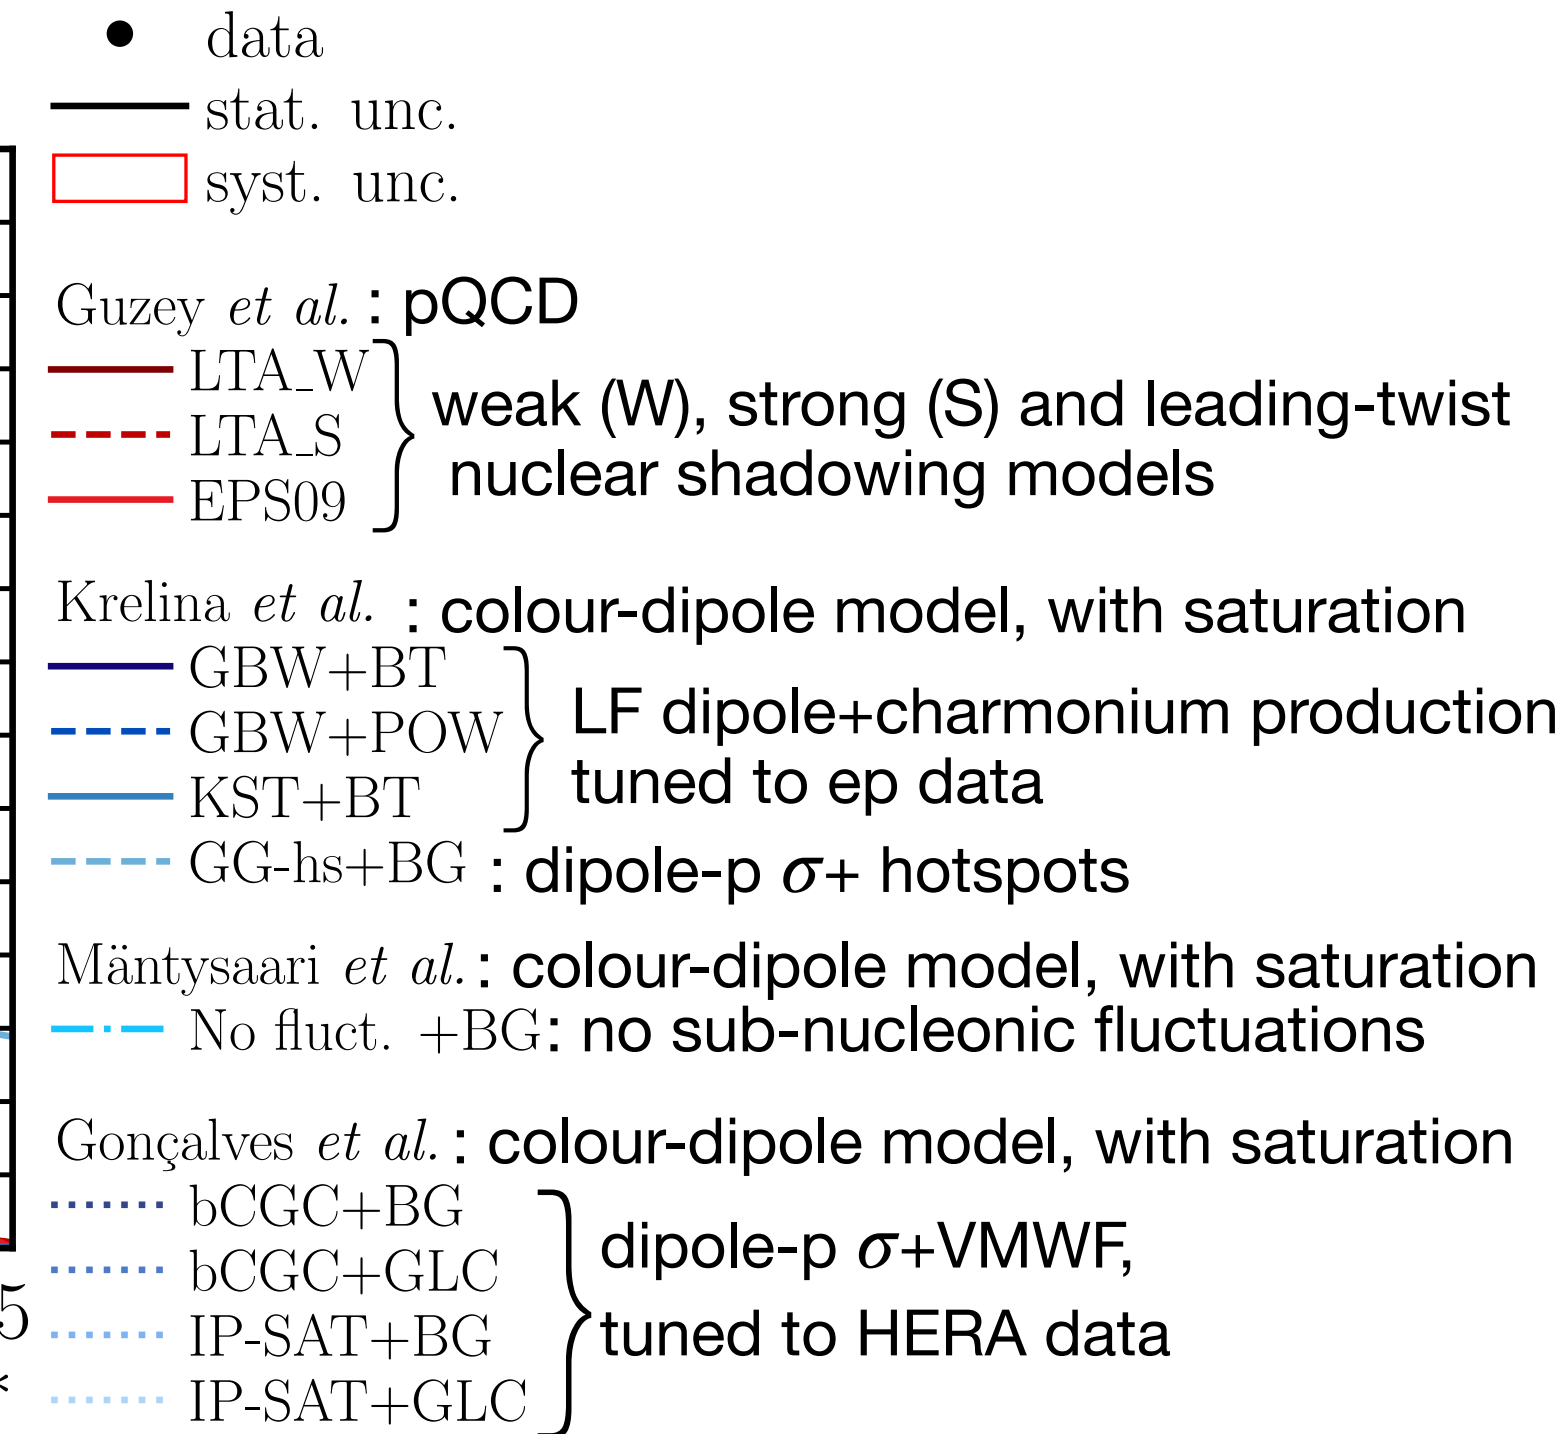 data
stat. unc.
syst. unc.
Guzey et al. : pQCD
LTA_W
LTA_S
EPS09
weak (W), strong (S) and leading-twist
nuclear shadowing models
Krelina et al. : colour-dipole model, with saturation
GBW+BT
GBW+POW
KST+BT
LF dipole+charmonium production
tuned to ep data
GG-hs+BG : dipole-p σ+ hotspots
Mäntysaari et al. : colour-dipole model, with saturation
No fluct. +BG: no sub-nucleonic fluctuations
Gonçalves et al. : colour-dipole model, with saturation
bCGC+BG
bCGC+GLC
IP-SAT+BG
IP-SAT+GLC
dipole-p σ+VMWF,
tuned to HERA data
5
*